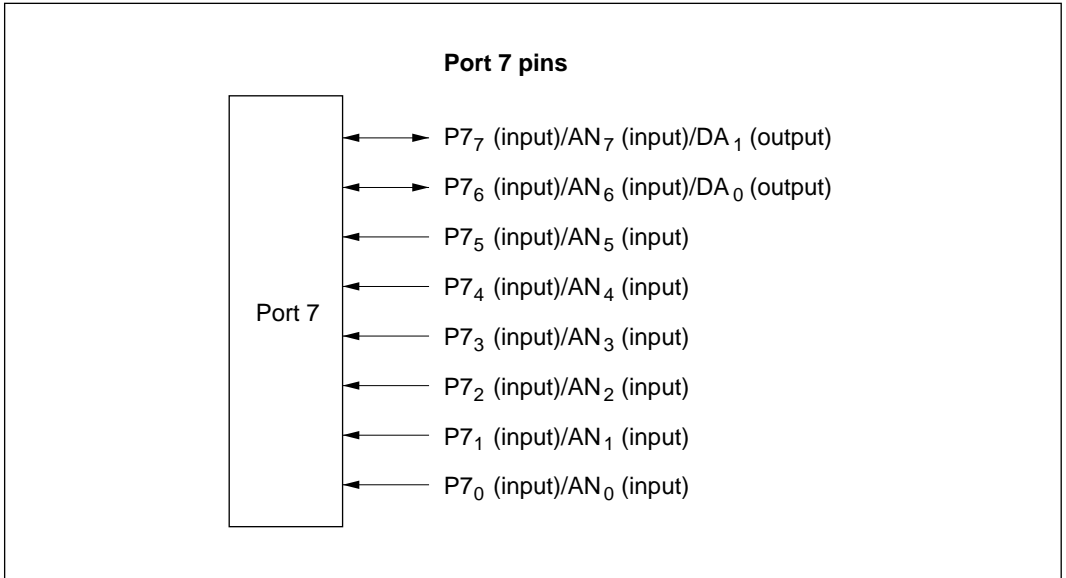 Port 7 pins
P7₇ (input)/AN₇ (input)/DA₁ (output)
P7₆ (input)/AN₆ (input)/DA₀ (output)
P7₅ (input)/AN₅ (input)
P7₄ (input)/AN₄ (input)
Port 7
P7₃ (input)/AN₃ (input)
P7₂ (input)/AN₂ (input)
P7₁ (input)/AN₁ (input)
P7₀ (input)/AN₀ (input)